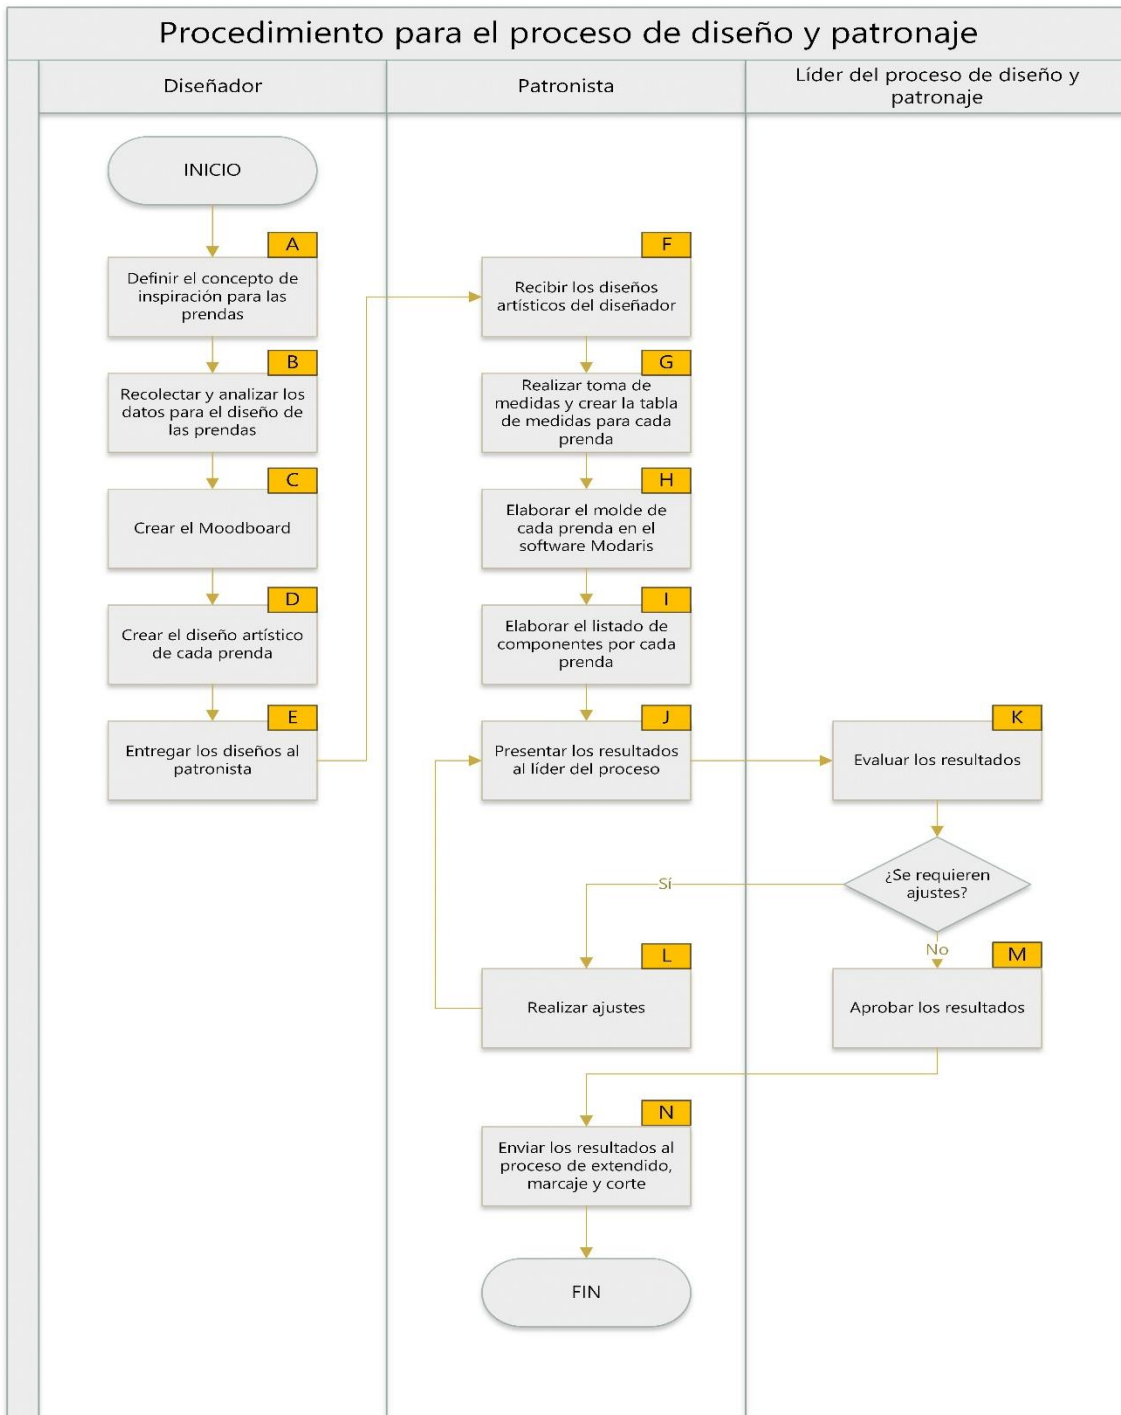 Procedimiento para el proceso de diseño y patronaje
Diseñador
Patronista
Líder del proceso de diseño y
patronaje
INICIO
A
Definir el concepto de
inspiración para las
prendas
B
Recolectar y analizar los
datos para el diseño de
las prendas
C
Crear el Moodboard
D
Crear el diseño artístico
de cada prenda
E
Entregar los diseños al
patronista
F
Recibir los diseños
artísticos del diseñador
G
Realizar toma de
medidas y crear la tabla
de medidas para cada
prenda
H
Elaborar el molde de
cada prenda en el
software Modaris
I
Elaborar el listado de
componentes por cada
prenda
J
Presentar los resultados
al líder del proceso
K
Evaluar los resultados
¿Se requieren
ajustes?
Sí
No
L
Realizar ajustes
M
Aprobar los resultados
N
Enviar los resultados al
proceso de extendido,
marcaje y corte
FIN